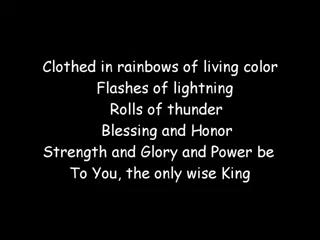 Clothed in rainbows of living color
Flashes of lightning
Rolls of thunder
Blessing and Honor
Strength and Glory and Power be
To You, the only wise King